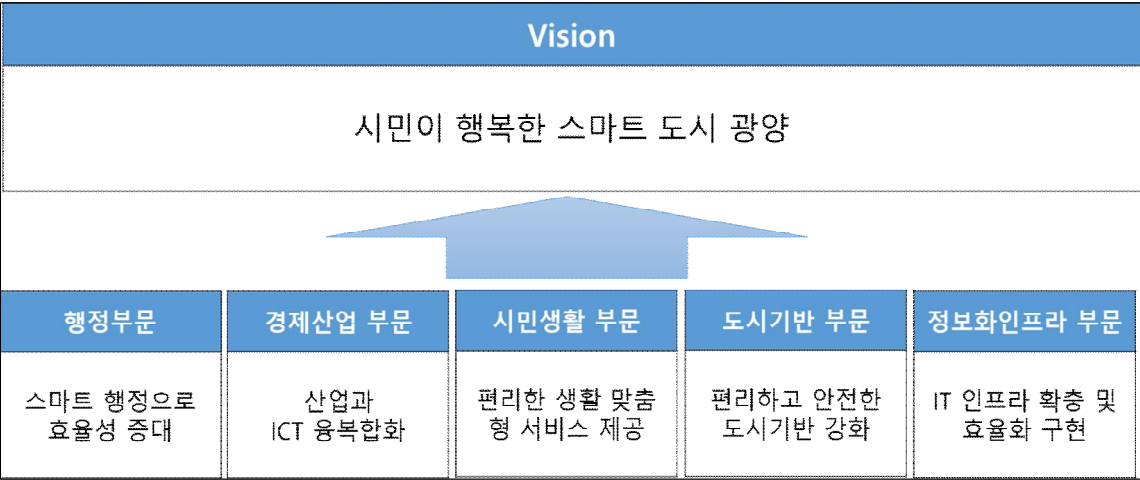 Vision
시민이 행복한 스마트 도시 광양
행정부문
스마트 행정으로
효율성 증대
경제산업 부문
산업과
ICT 융복합화
시민생활 부문
편리한 생활 맞춤
형 서비스 제공
도시기반 부문
편리하고 안전한
도시기반 강화
정보화인프라 부문
IT 인프라 확충 및
효율화 구현